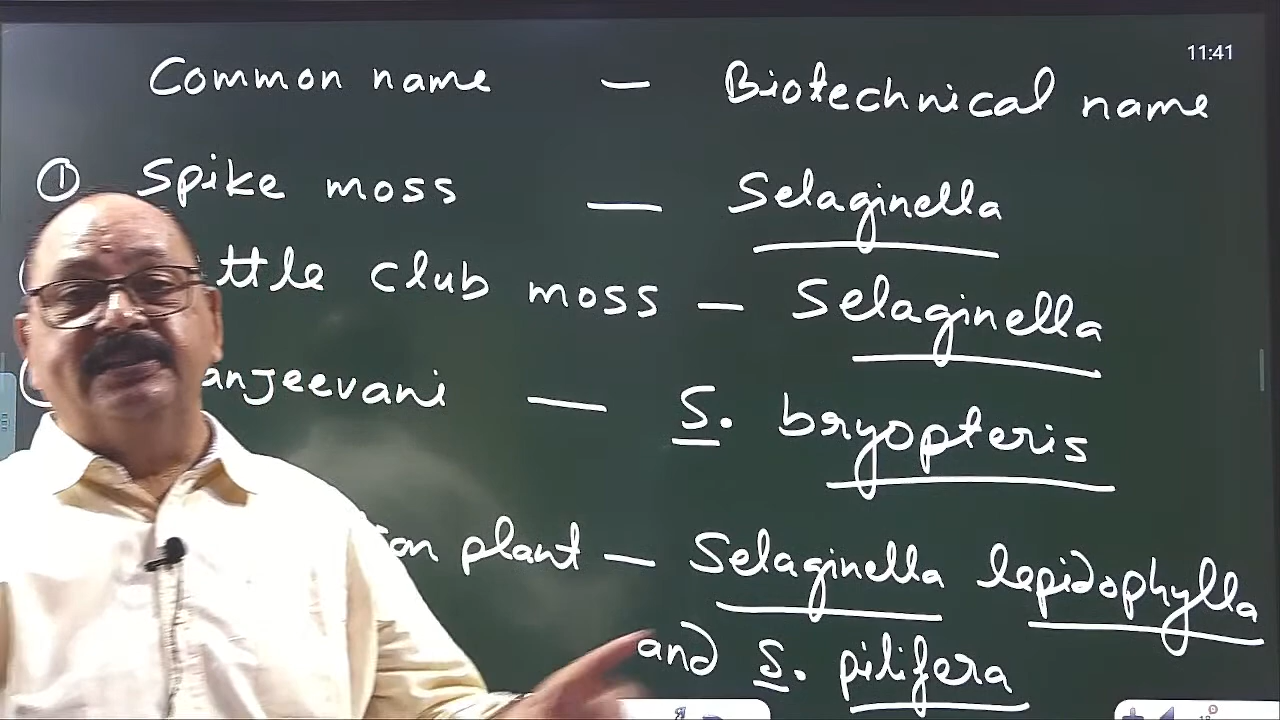 11:41
Common name — Biotechnical name
① Spike moss — Selaginella
ttle club moss — Selaginella
anjeevani — S. bryopteris
ion plant — Selaginella lepidophylla
and S. pilifera